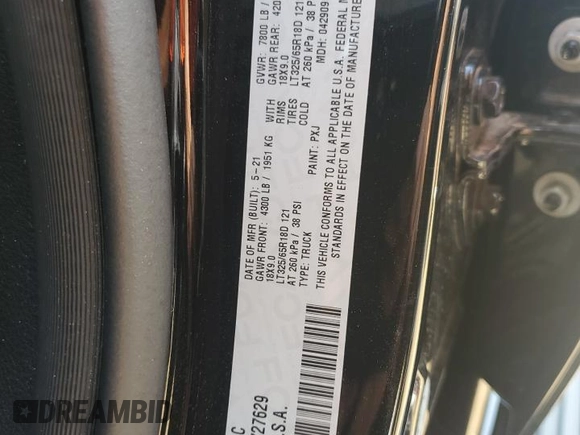 DATE OF MFR (BUILT): 5-21
GVWR: 7800 LB /
GAWR FRONT: 4300 LB / 1951 KG WITH
GAWR REAR: 420
18X9.0 RIMS
18X9.0
LT325/65R18D 121 TIRES
LT325/65R18D 121
AT 260 kPa / 38 PSI COLD
AT 260 kPa / 38 P
TYPE: TRUCK PAINT: PXJ
MDH: 042909
THIS VEHICLE CONFORMS TO ALL APPLICABLE U.S.A. FEDERAL M
STANDARDS IN EFFECT ON THE DATE OF MANUFACTURE
C
27629
.S.A.
DREAMBID